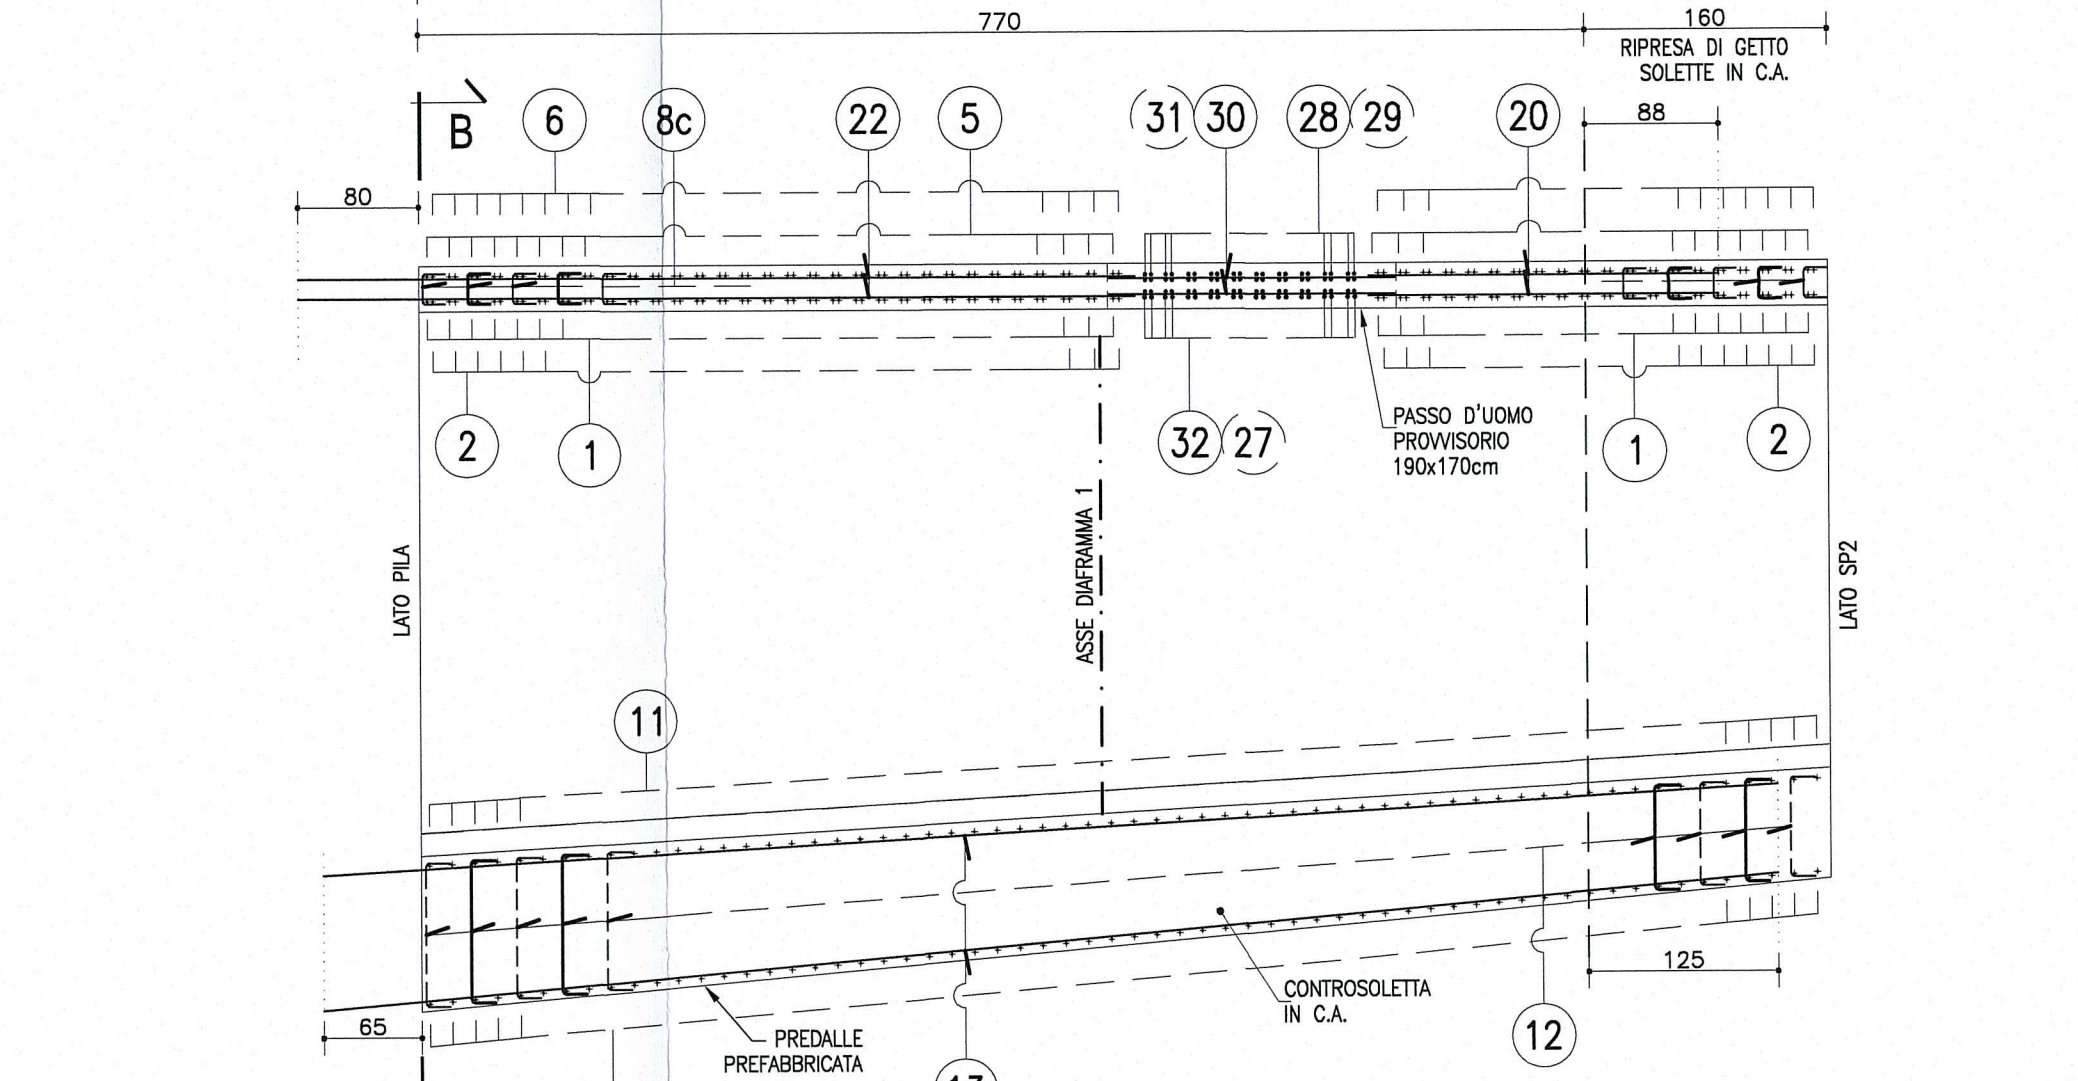 770
160
RIPRESA DI GETTO
SOLETTE IN C.A.
B
6
8c
22
5
31
30
28
29
20
88
80
2
1
32
27
PASSO D'UOMO
PROVVISORIO
190x170cm
1
2
LATO PILA
ASSE DIAFRAMMA 1
LATO SP2
11
125
CONTROSOLETTA
IN C.A.
12
65
PREDALLE
PREFABBRICATA